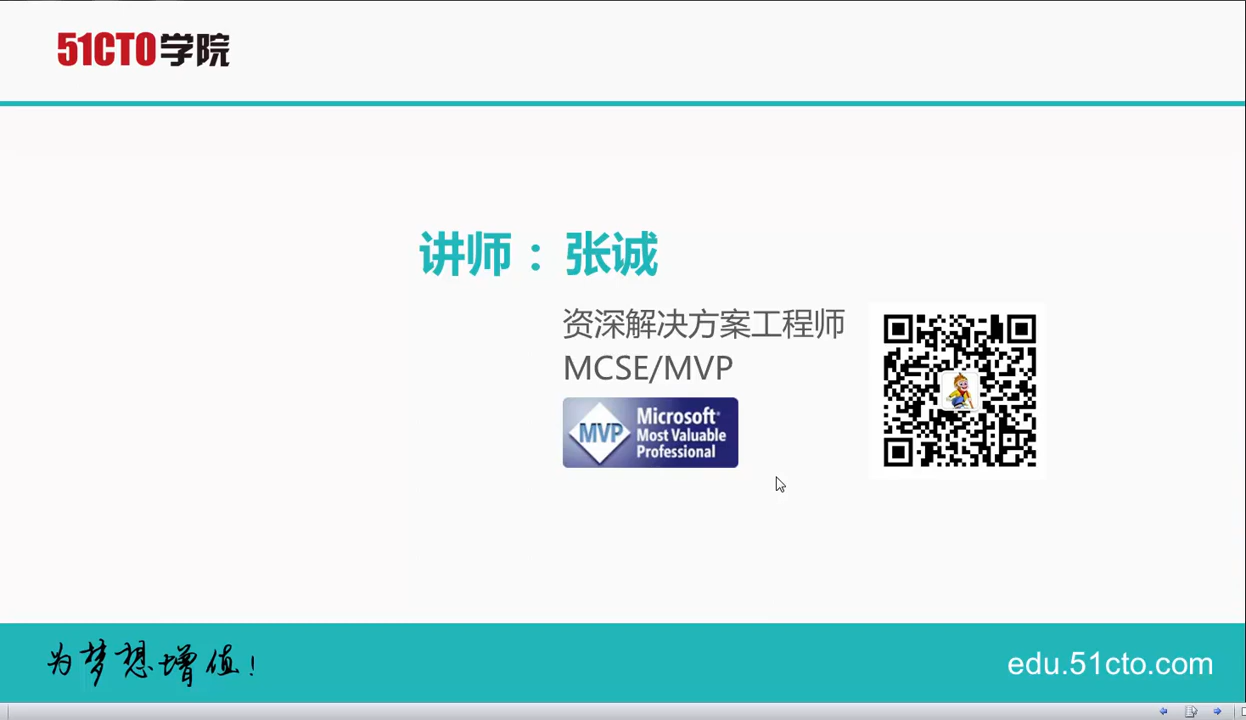 51CTO学院
讲师：张诚
资深解决方案工程师
MCSE/MVP
MVP
Microsoft®
Most Valuable
Professional
为梦想增值!
edu.51cto.com